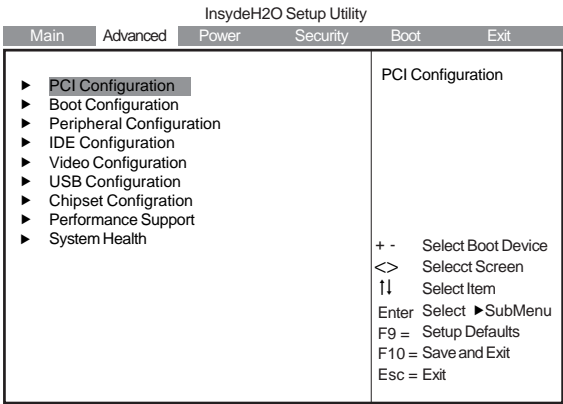 InsydeH2O Setup Utility
Main Advanced Power Security Boot Exit
▶ PCI Configuration
▶ Boot Configuration
▶ Peripheral Configuration
▶ IDE Configuration
▶ Video Configuration
▶ USB Configuration
▶ Chipset Configration
▶ Performance Support
▶ System Health
PCI Configuration
+ - Select Boot Device
<> Selecct Screen
↑↓ Select Item
Enter Select ▶SubMenu
F9 = Setup Defaults
F10 = Save and Exit
Esc = Exit